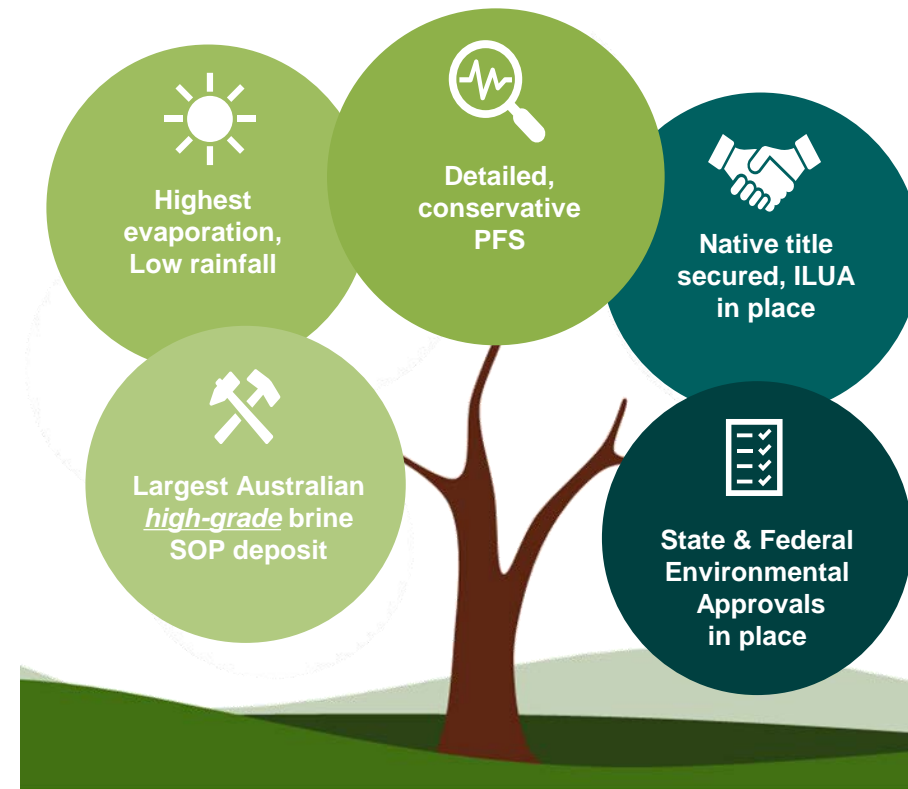 Highest
evaporation,
Low rainfall
Detailed,
conservative
PFS
Native title
secured, ILUA
in place
Largest Australian
high-grade brine
SOP deposit
State & Federal
Environmental
Approvals
in place